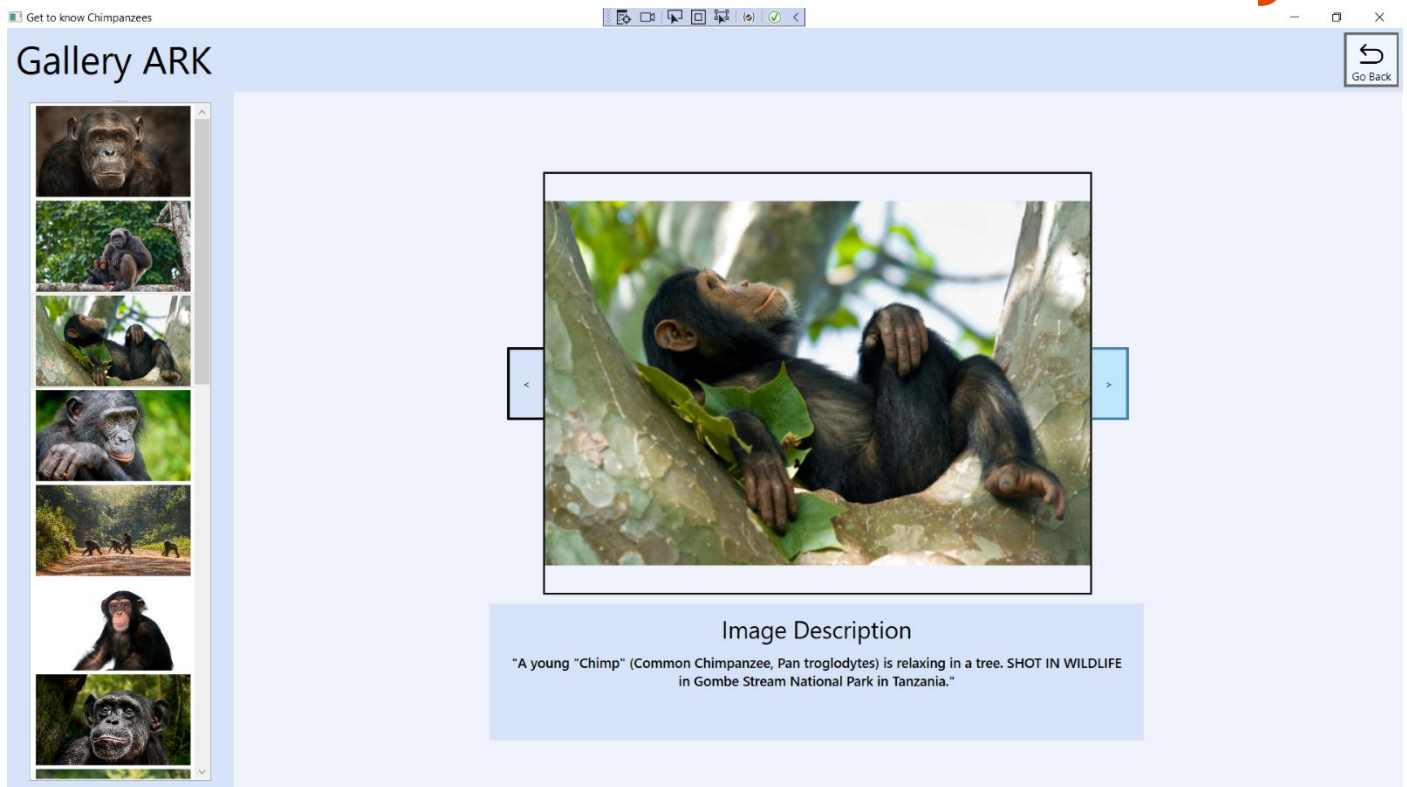 Get to know Chimpanzees
Gallery ARK
Go Back
<
>
Image Description
"A young "Chimp" (Common Chimpanzee, Pan troglodytes) is relaxing in a tree. SHOT IN WILDLIFE
in Gombe Stream National Park in Tanzania."